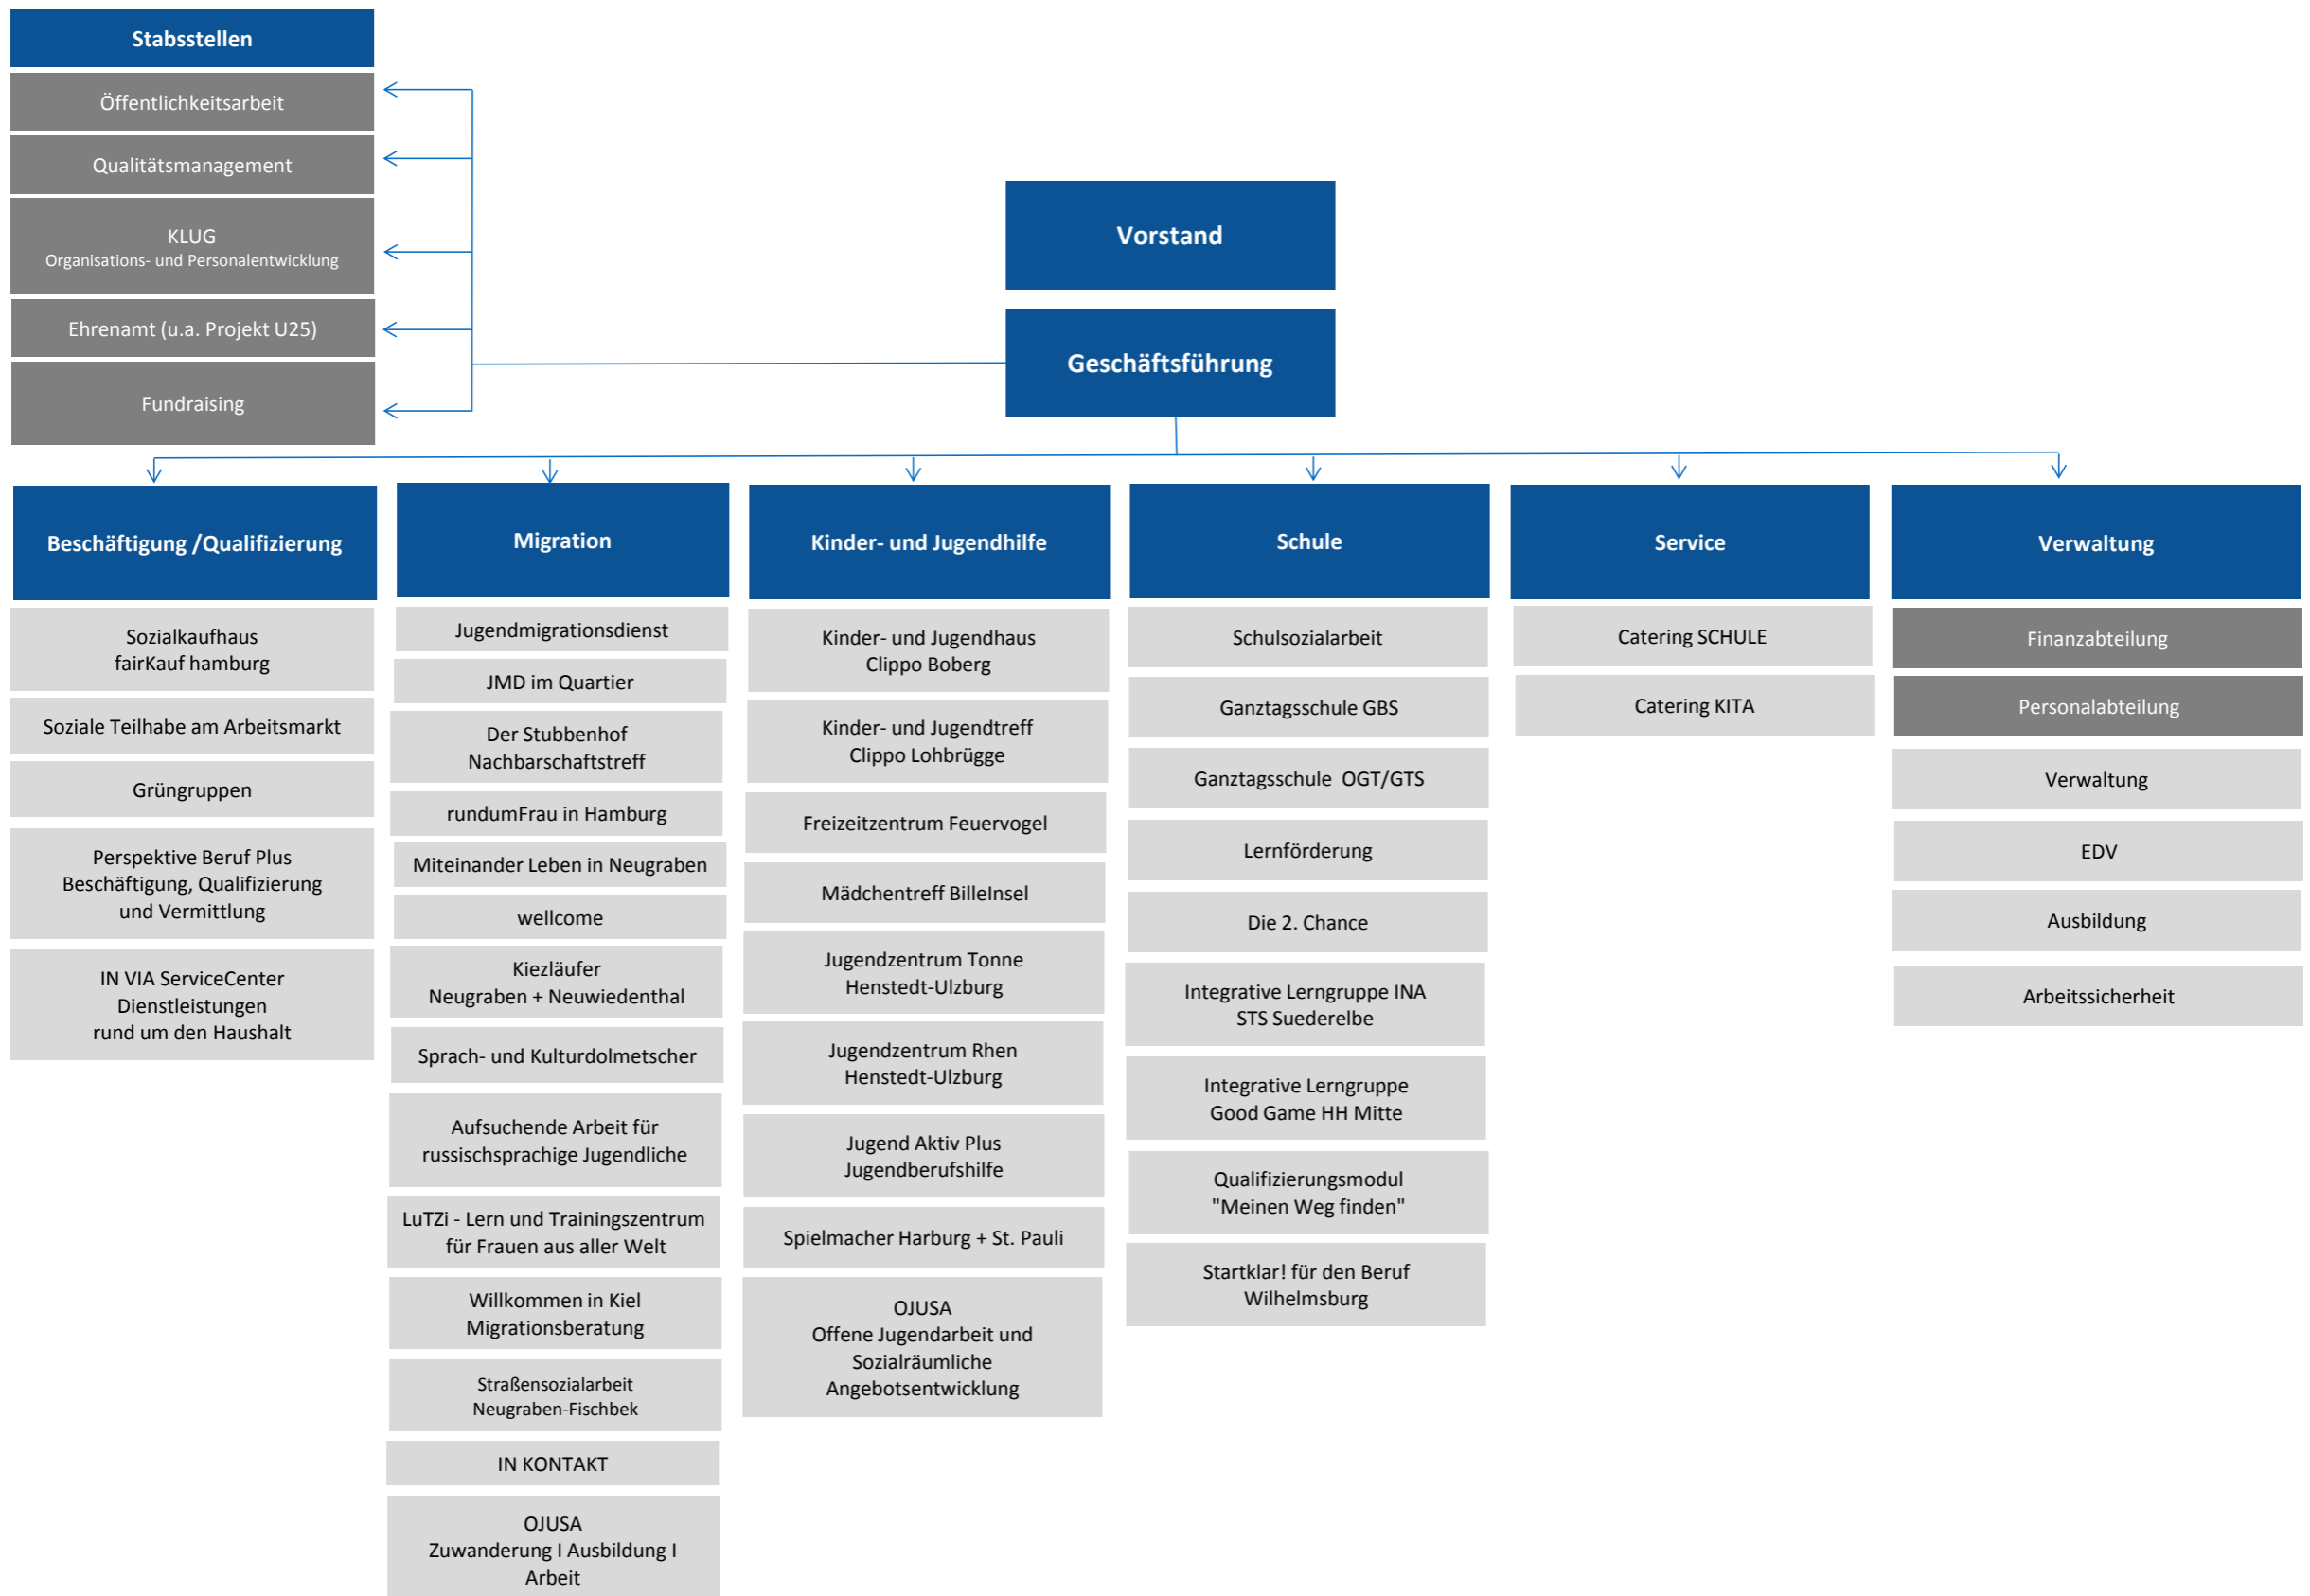 Stabsstellen
Öffentlichkeitsarbeit
Qualitätsmanagement
KLUG
Organisations- und Personalentwicklung
Ehrenamt (u.a. Projekt U25)
Fundraising
Vorstand
Geschäftsführung
Beschäftigung /Qualifizierung
Sozialkaufhaus
fairKauf hamburg
Soziale Teilhabe am Arbeitsmarkt
Grüngruppen
Perspektive Beruf Plus
Beschäftigung, Qualifizierung
und Vermittlung
IN VIA ServiceCenter
Dienstleistungen
rund um den Haushalt
Migration
Jugendmigrationsdienst
JMD im Quartier
Der Stubbenhof
Nachbarschaftstreff
rundumFrau in Hamburg
Miteinander Leben in Neugraben
wellcome
Kiezläufer
Neugraben + Neuwiedenthal
Sprach- und Kulturdolmetscher
Aufsuchende Arbeit für
russischsprachige Jugendliche
LuTZi - Lern und Trainingszentrum
für Frauen aus aller Welt
Willkommen in Kiel
Migrationsberatung
Straßensozialarbeit
Neugraben-Fischbek
IN KONTAKT
OJUSA
Zuwanderung I Ausbildung I
Arbeit
Kinder- und Jugendhilfe
Kinder- und Jugendhaus
Clippo Boberg
Kinder- und Jugendtreff
Clippo Lohbrügge
Freizeitzentrum Feuervogel
Mädchentreff BilleInsel
Jugendzentrum Tonne
Henstedt-Ulzburg
Jugendzentrum Rhen
Henstedt-Ulzburg
Jugend Aktiv Plus
Jugendberufshilfe
Spielmacher Harburg + St. Pauli
OJUSA
Offene Jugendarbeit und
Sozialräumliche
Angebotsentwicklung
Schule
Schulsozialarbeit
Ganztagsschule GBS
Ganztagsschule  OGT/GTS
Lernförderung
Die 2. Chance
Integrative Lerngruppe INA
STS Suederelbe
Integrative Lerngruppe
Good Game HH Mitte
Qualifizierungsmodul
"Meinen Weg finden"
Startklar! für den Beruf
Wilhelmsburg
Service
Catering SCHULE
Catering KITA
Verwaltung
Finanzabteilung
Personalabteilung
Verwaltung
EDV
Ausbildung
Arbeitssicherheit